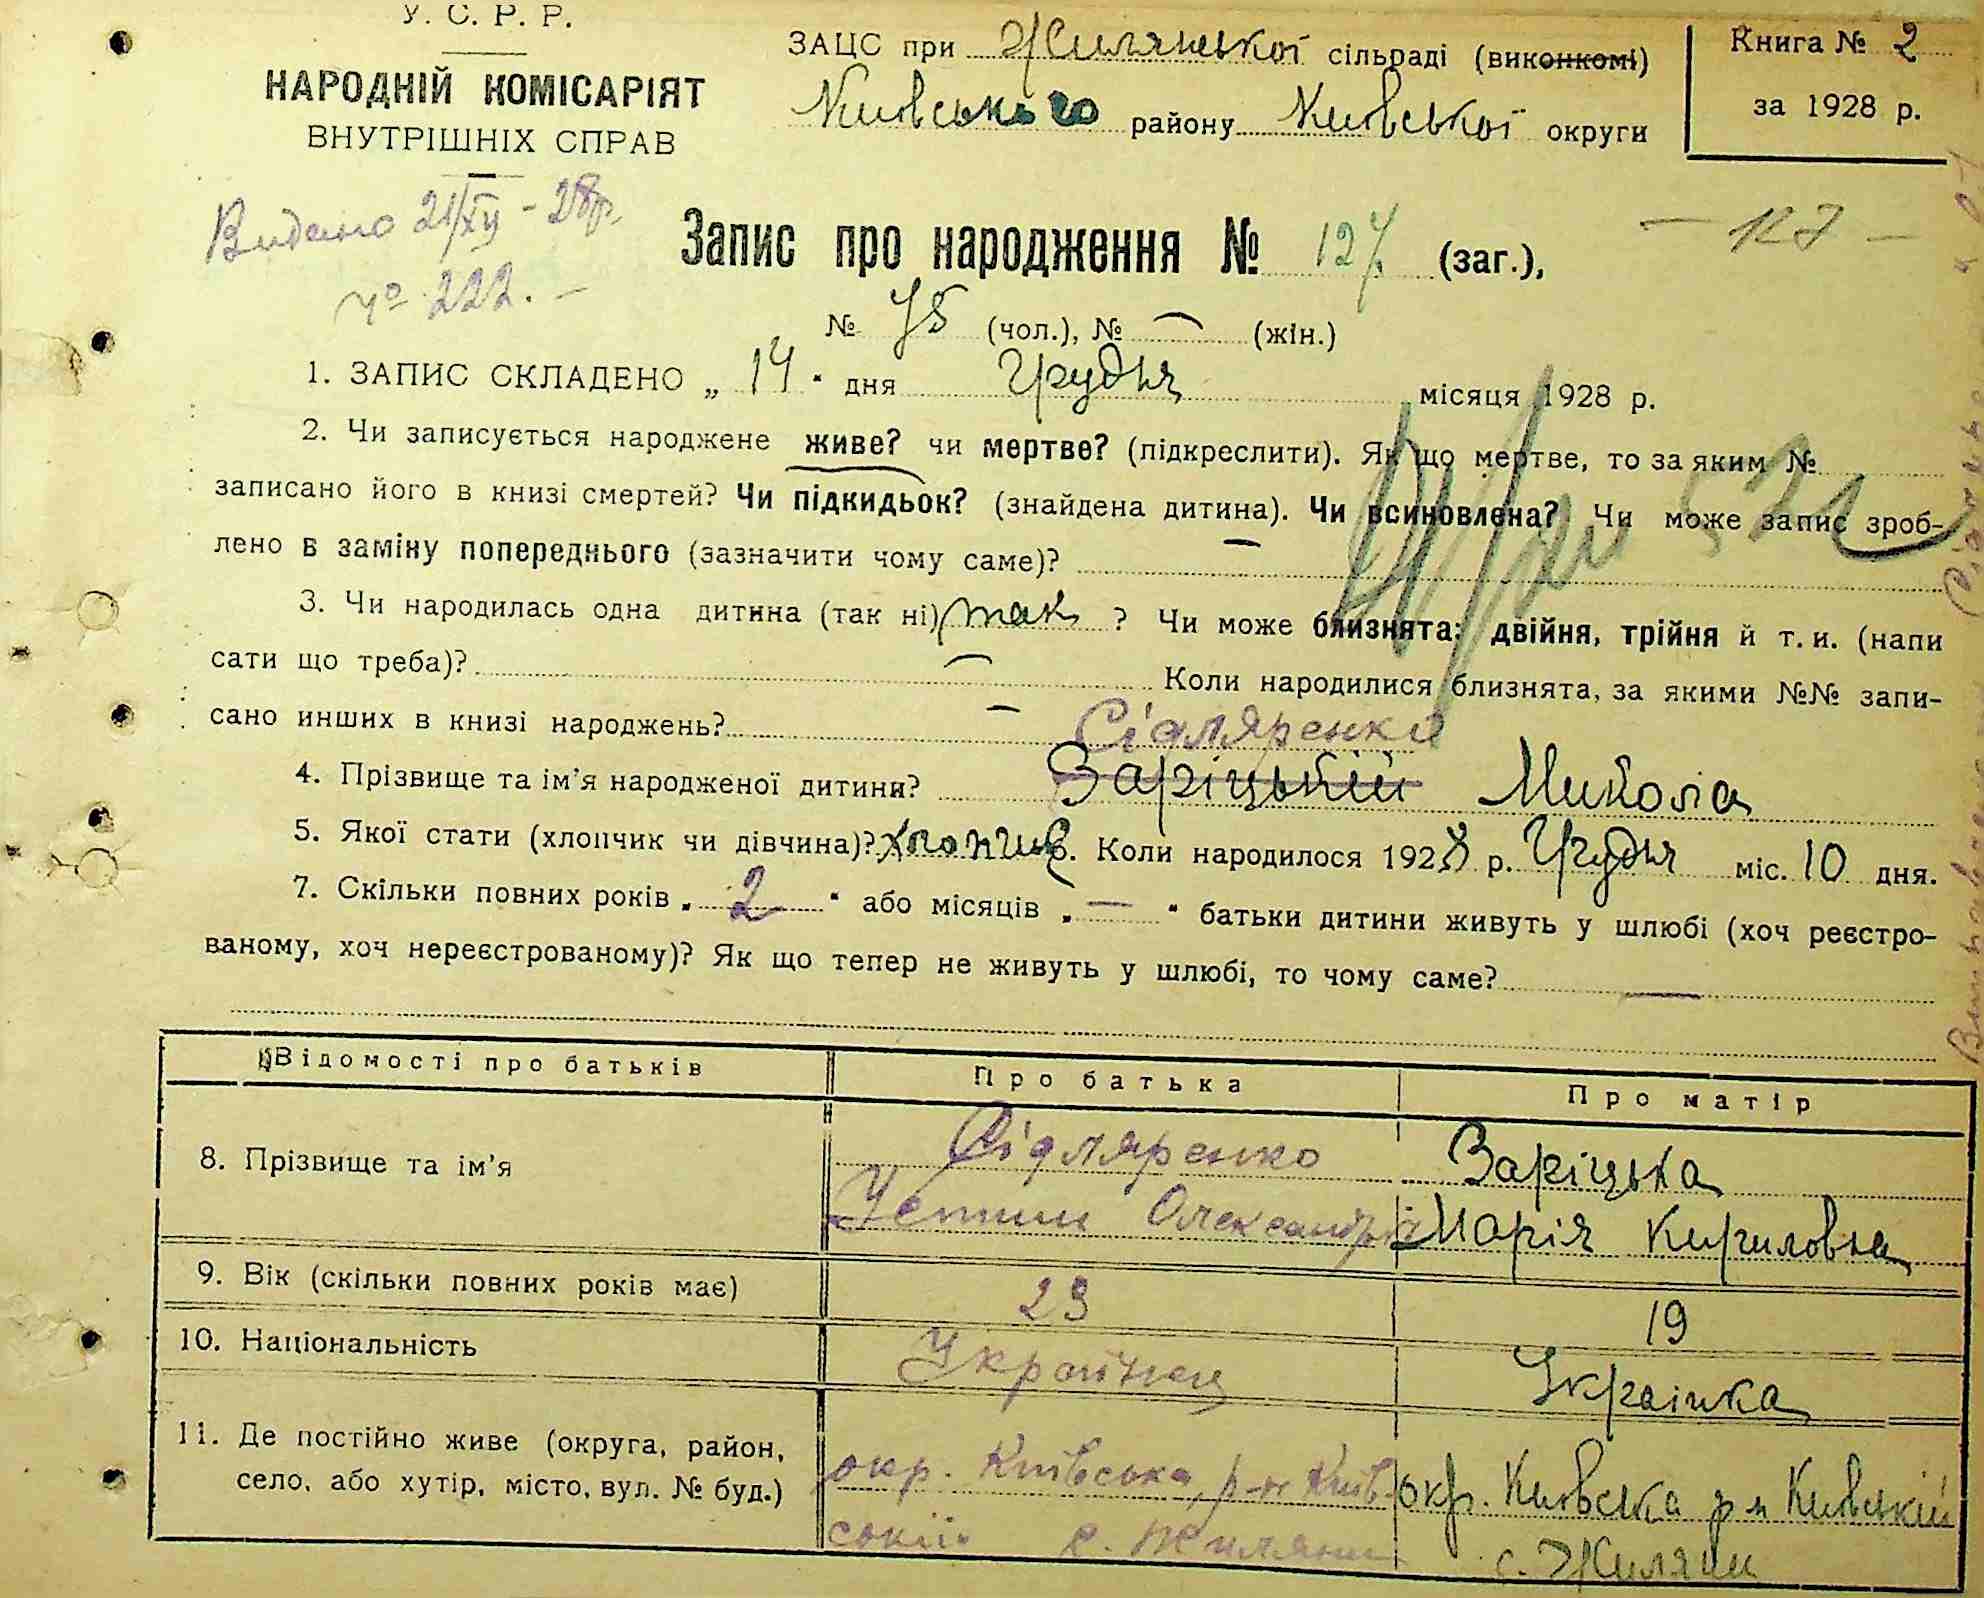 У. С. Р. Р.
НАРОДНІЙ КОМІСАРІЯТ
ВНУТРІШНІХ СПРАВ
ЗАЦС при Жилянської сільраді (виконкомі)
Київського району Київської округи
Книга № 2
за 1928 р.
Видано 21/XII - 28р.
№ 222. -
Запис про народження № 127 (заг.),
- 127 -
№ 75 (чол.), № — (жін.)
1. ЗАПИС СКЛАДЕНО „ 14 “ дня Грудня місяця 1928 р.
2. Чи записується народжене живе? чи мертве? (підкреслити). Як що мертве, то за яким №
записано його в книзі смертей? Чи підкидьок? (знайдена дитина). Чи всиновлена? Чи може запис зроб-
лено в заміну попереднього (зазначити чому саме)? —
3. Чи народилась одна дитина (так ні) так ? Чи може близнята: двійня, трійня й т. и. (напи
сати що треба)? — Коли народилися близнята, за якими №№ запи-
сано инших в книзі народжень? —
Сідляренко
4. Прізвище та ім’я народженої дитини? Заріцький Микола
5. Якої стати (хлопчик чи дівчина)? хлопчик 6. Коли народилося 1928 р. Грудня міс. 10 дня.
7. Скільки повних років „ 2 “ або місяців „ — “ батьки дитини живуть у шлюбі (хоч реєстро-
ваному, хоч нереєстрованому)? Як що тепер не живуть у шлюбі, то чому саме? —
Відомості про батьків Про батька Про матір
8. Прізвище та ім’я Сідляренко Заріцька
Устим Олександр Марія Кириловна
9. Вік (скільки повних років має) 23 19
10. Національність Українец Украінка
11. Де постійно живе (округа, район, село, або хутір, місто, вул. № буд.)
окр. Київська, р-н Київ-
ський с. Жиляни
окр. Київська р н Київський
с. Жиляни